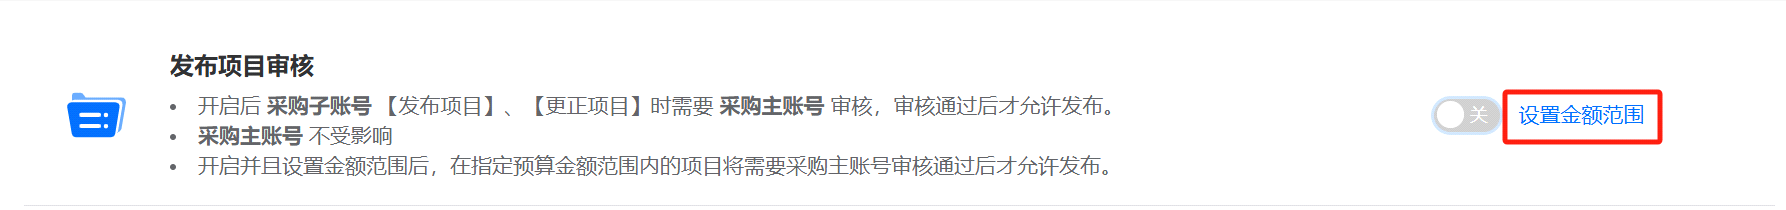 发布项目审核
• 开启后 采购子账号 【发布项目】、【更正项目】时需要 采购主账号 审核，审核通过后才允许发布。
关 设置金额范围
• 采购主账号 不受影响
• 开启并且设置金额范围后，在指定预算金额范围内的项目将需要采购主账号审核通过后才允许发布。